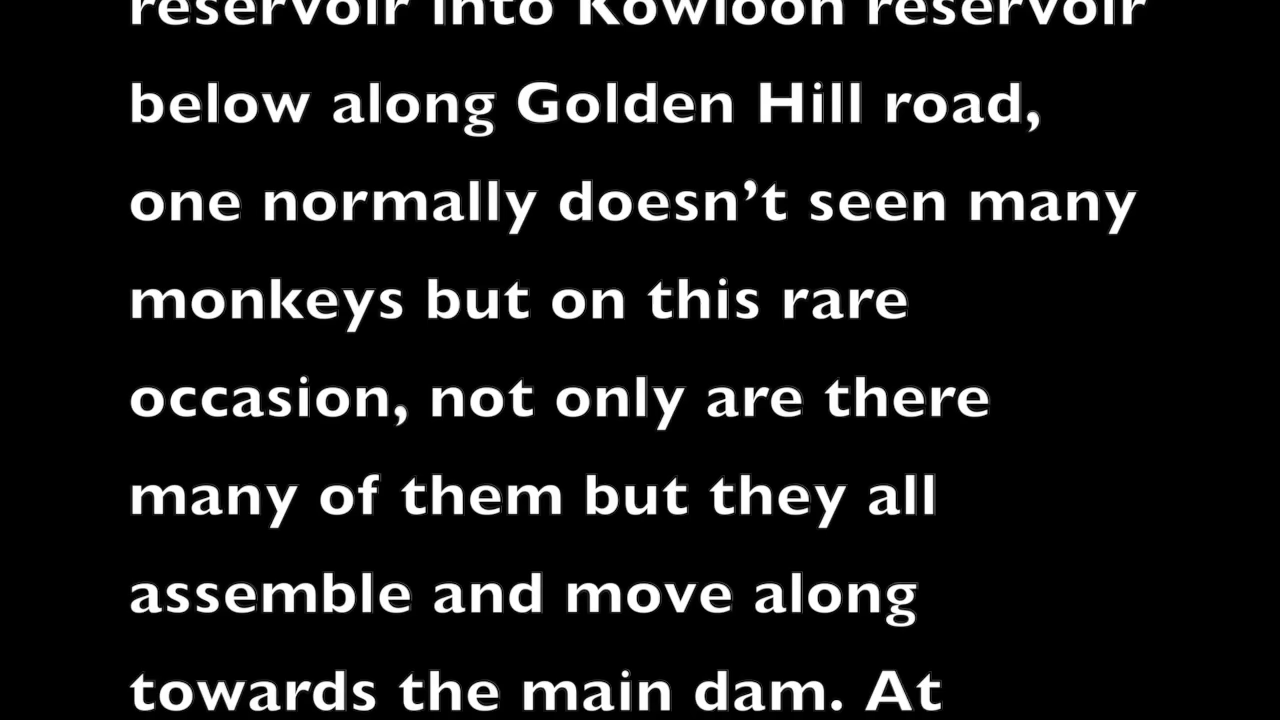 reservoir into Kowloon reservoir
below along Golden Hill road,
one normally doesn’t seen many
monkeys but on this rare
occasion, not only are there
many of them but they all
assemble and move along
towards the main dam. At